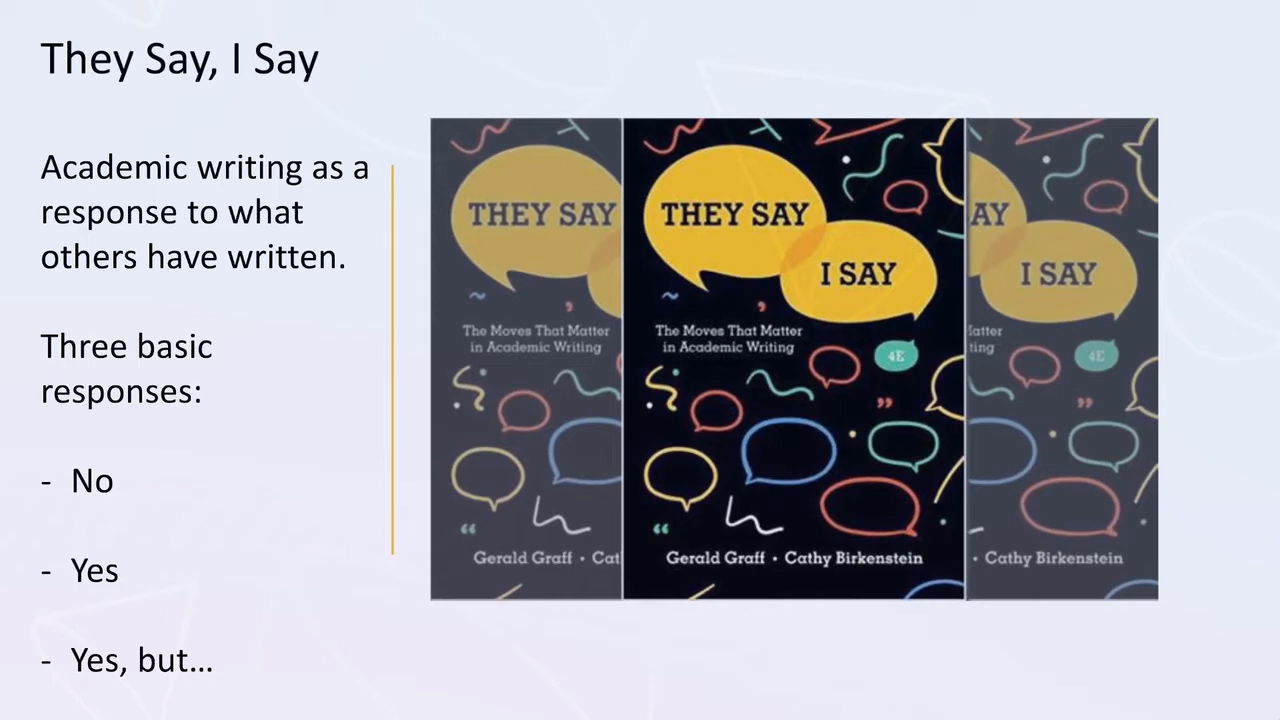 They Say, I Say
Academic writing as a
response to what
others have written.
Three basic
responses:
- No
- Yes
- Yes, but...
THEY SAY
THEY SAY
AY
I SAY
I SAY
The Moves That Matter
in Academic Writing
The Moves That Matter
in Academic Writing
latter
ting
4E
4E
Gerald Graff • Cat
Gerald Graff • Cathy Birkenstein
• Cathy Birkenstein